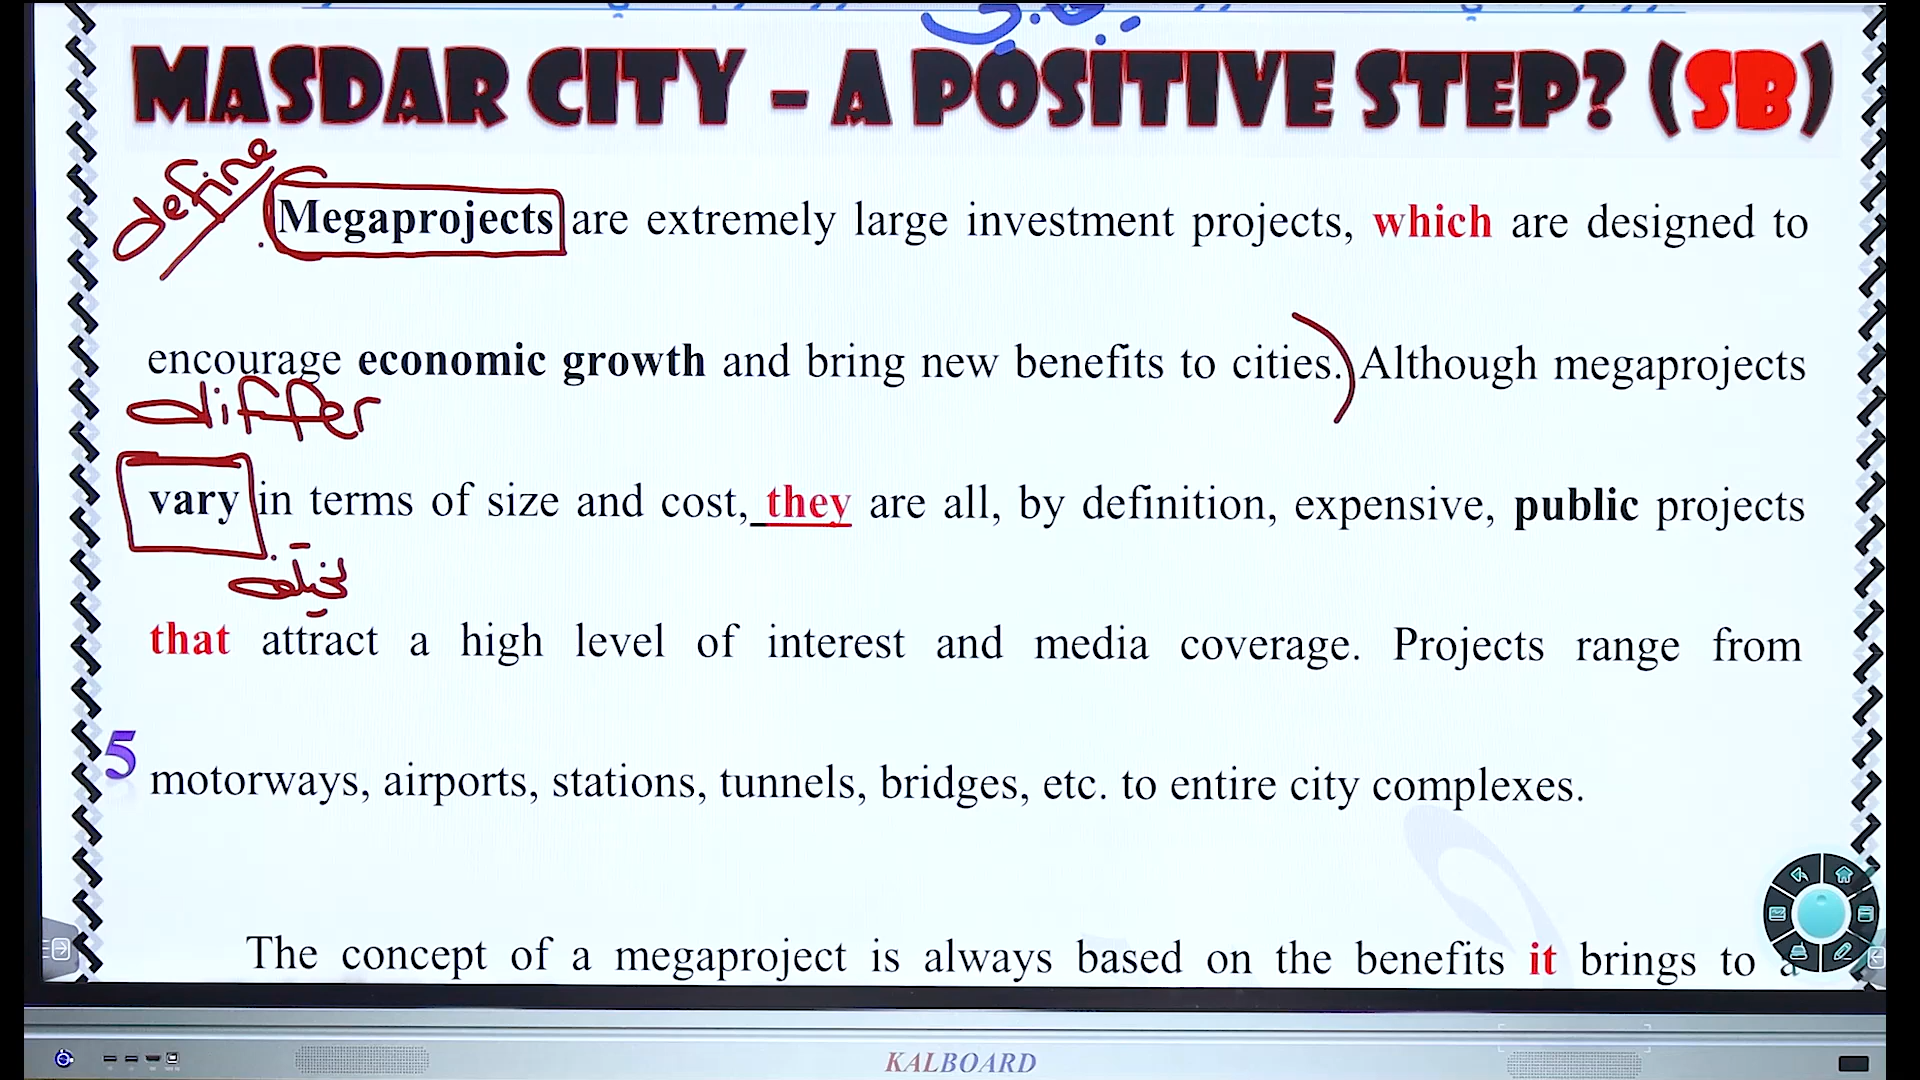 MASDAR CITY – A POSITIVE STEP? (SB)
define
Megaprojects are extremely large investment projects, which are designed to
encourage economic growth and bring new benefits to cities. Although megaprojects
differ
vary in terms of size and cost, they are all, by definition, expensive, public projects
that attract a high level of interest and media coverage. Projects range from
5
motorways, airports, stations, tunnels, bridges, etc. to entire city complexes.
The concept of a megaproject is always based on the benefits it brings to a
KALBOARD